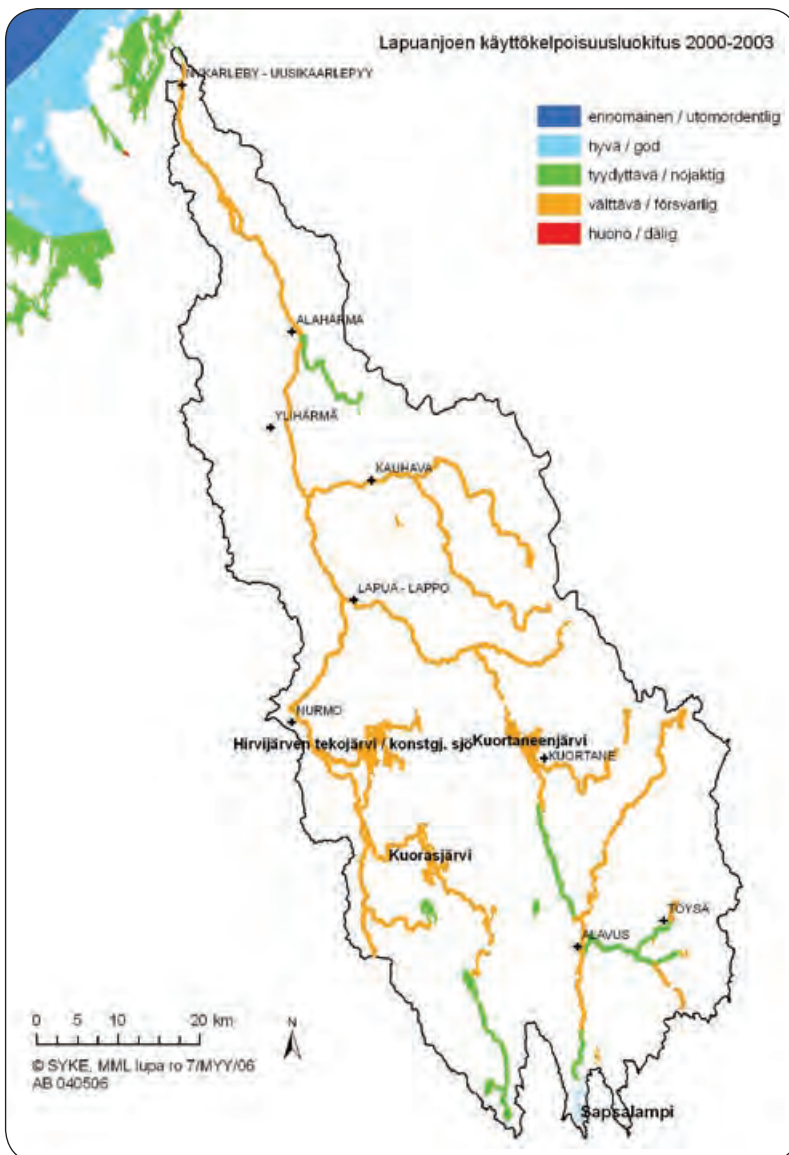 Lapuanjoen käyttökelpoisuusluokitus 2000-2003
NYKARLEBY - UUSIKAARLEPYY
erinomainen / utomordentlig
hyvä / god
tyydyttävä / nöjaktig
välttävä / försvarlig
huono / dålig
ALAHÄRMÄ
YLIHÄRMÄ
KAUHAVA
LAPUA - LAPPO
NURMO
Hirvijärven tekojärvi / konstgj. sjö
Kuortaneenjärvi
KUORTANE
Kuorasjärvi
TÖYSÄ
ALAVUS
0 5 10 20 km
N
© SYKE, MML lupa ro 7/MYY/06
AB 040506
Sapsalampi